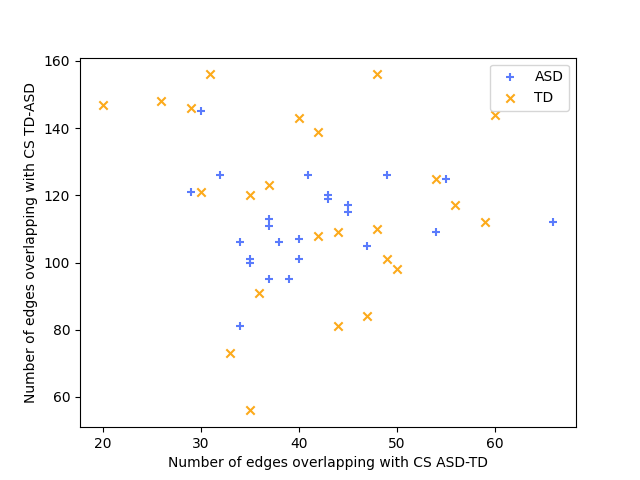 160
140
120
100
80
60
20
30
40
50
60
Number of edges overlapping with CS TD-ASD
Number of edges overlapping with CS ASD-TD
ASD
TD